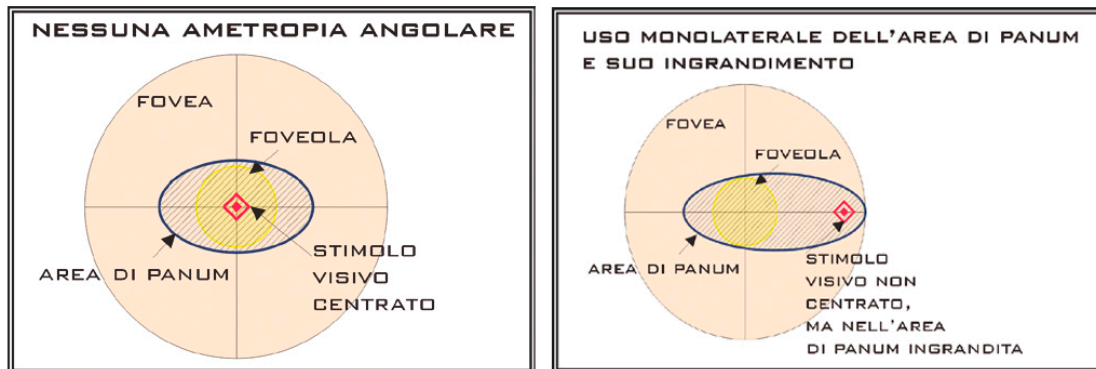 NESSUNA AMETROPIA ANGOLARE
FOVEA
FOVEOLA
AREA DI PANUM
STIMOLO
VISIVO
CENTRATO
USO MONOLATERALE DELL'AREA DI PANUM
E SUO INGRANDIMENTO
FOVEA
FOVEOLA
AREA DI PANUM
STIMOLO
VISIVO NON
CENTRATO,
MA NELL'AREA
DI PANUM INGRANDITA